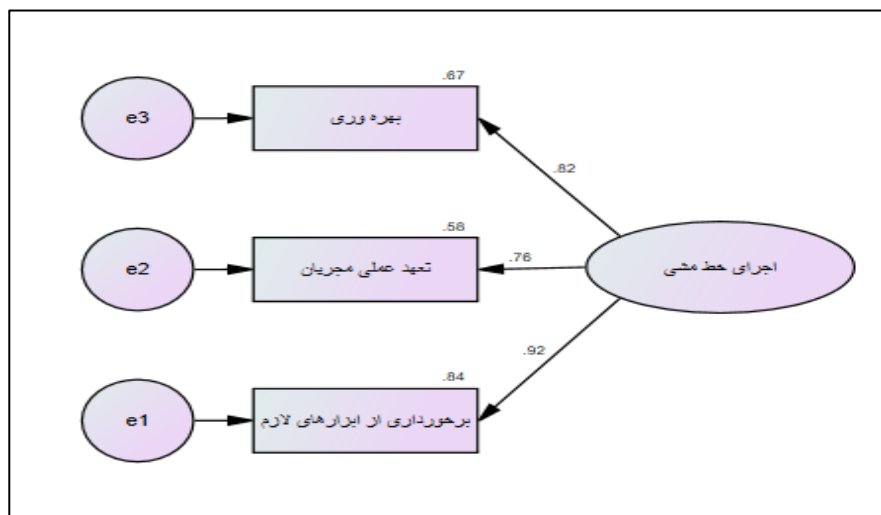 .67
e3
بهره وری
.82
.58
e2
تعهد عملی مجریان
.76
اجرای خط مشی
.92
.84
e1
برخورداری از ابزارهای لازم